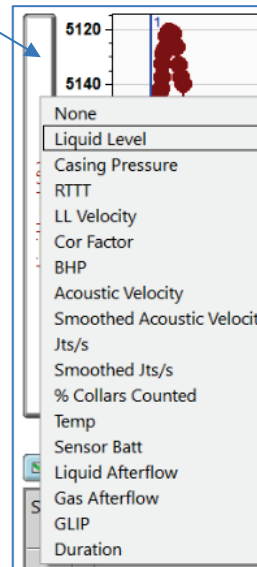 5120
1
5140
None
Liquid Level
Casing Pressure
RTTT
LL Velocity
Cor Factor
BHP
Acoustic Velocity
Smoothed Acoustic Velocit
Jts/s
Smoothed Jts/s
% Collars Counted
Temp
Sensor Batt
Liquid Afterflow
S
Gas Afterflow
GLIP
Duration